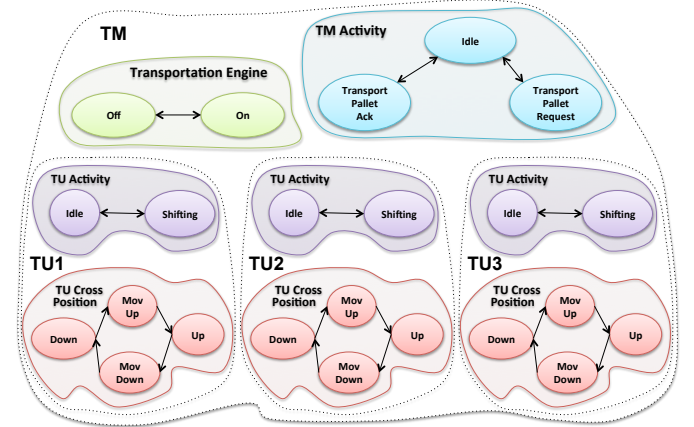 TM
TM Activity
Idle
Transport
Pallet
Ack
Transport
Pallet
Request
Transportation Engine
Off
On
TU Activity
Idle
Shifting
TU1
TU Cross
Position
Mov
Up
Down
Up
Mov
Down
TU Activity
Idle
Shifting
TU2
TU Cross
Position
Mov
Up
Down
Up
Mov
Down
TU Activity
Idle
Shifting
TU3
TU Cross
Position
Mov
Up
Down
Up
Mov
Down